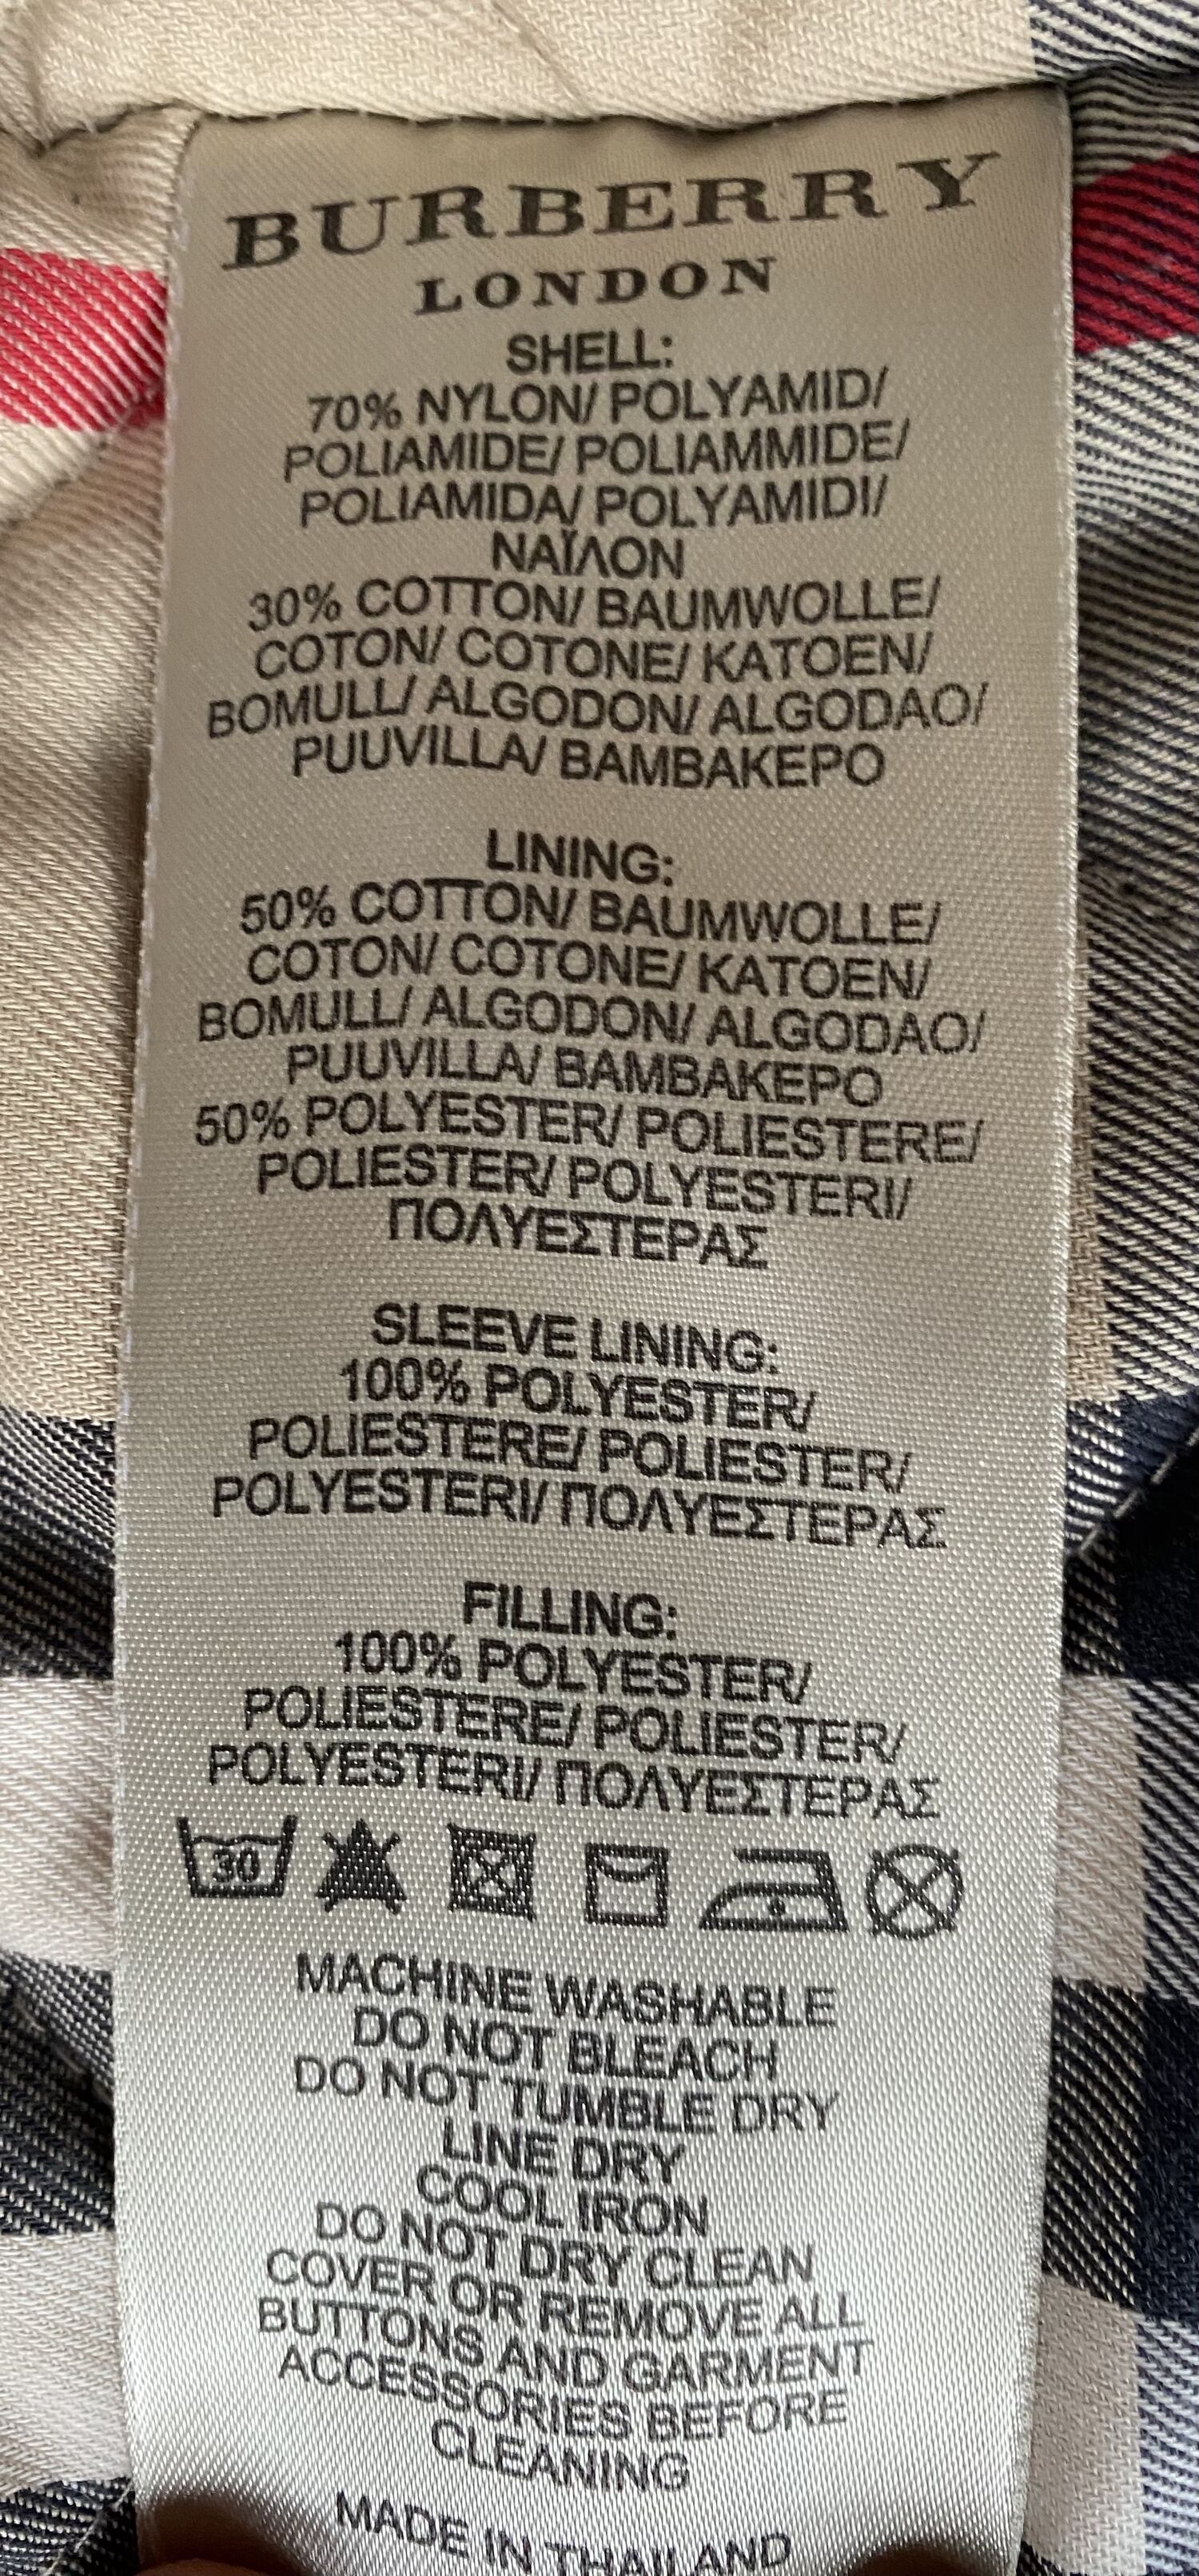 BURBERRY
LONDON
SHELL:
70% NYLON/ POLYAMID/
POLIAMIDE/ POLIAMMIDE/
POLIAMIDA/ POLYAMIDI/
ΝΑΪΛΟΝ
30% COTTON/ BAUMWOLLE/
COTON/ COTONE/ KATOEN/
BOMULL/ ALGODON/ ALGODAO/
PUUVILLA/ ΒΑΜΒΑΚΕΡΟ
LINING:
50% COTTON/ BAUMWOLLE/
COTON/ COTONE/ KATOEN/
BOMULL/ ALGODON/ ALGODAO/
PUUVILLA/ ΒΑΜΒΑΚΕΡΟ
50% POLYESTER/ POLIESTERE/
POLIESTER/ POLYESTERI/
ΠΟΛΥΕΣΤΕΡΑΣ
SLEEVE LINING:
100% POLYESTER/
POLIESTERE/ POLIESTER/
POLYESTERI/ ΠΟΛΥΕΣΤΕΡΑΣ
FILLING:
100% POLYESTER/
POLIESTERE/ POLIESTER/
POLYESTERI/ ΠΟΛΥΕΣΤΕΡΑΣ
30
MACHINE WASHABLE
DO NOT BLEACH
DO NOT TUMBLE DRY
LINE DRY
COOL IRON
DO NOT DRY CLEAN
COVER OR REMOVE ALL
BUTTONS AND GARMENT
ACCESSORIES BEFORE
CLEANING
MADE IN THAILAND